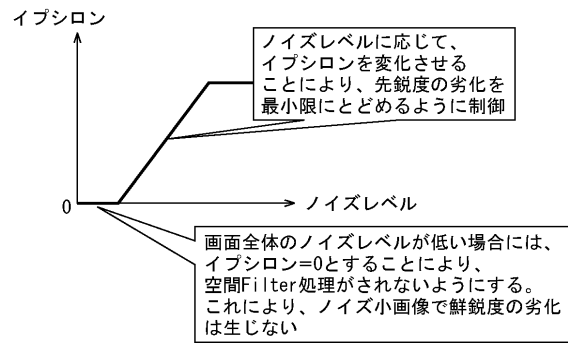 イプシロン
ノイズレベルに応じて、
イプシロンを変化させる
ことにより、先鋭度の劣化を
最小限にとどめるように制御
0
ノイズレベル
画面全体のノイズレベルが低い場合には、
イプシロン=0とすることにより、
空間Filter処理がされないようにする。
これにより、ノイズ小画像で鮮鋭度の劣化
は生じない